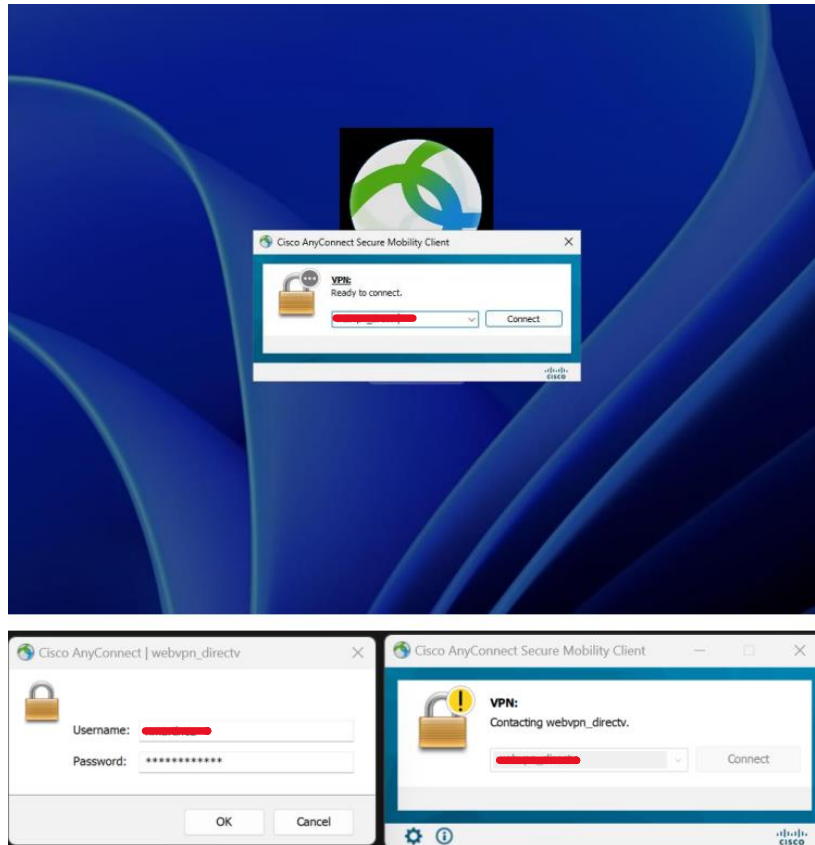 Cisco AnyConnect Secure Mobility Client
VPN:
Ready to connect.
Connect
CISCO
Cisco AnyConnect | webvpn_directv
Username:
Password: ************
OK Cancel
Cisco AnyConnect Secure Mobility Client
VPN:
Contacting webvpn_directv.
Connect
CISCO